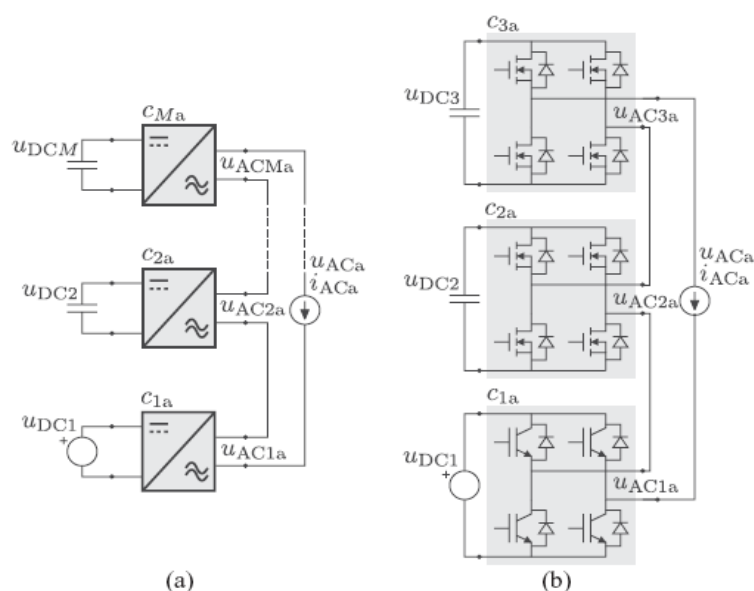 c_Ma
u_DCM
u_ACMa
c_2a
u_DC2
u_AC2a
u_ACa
i_ACa
c_1a
u_DC1
+
u_AC1a
(a)
c_3a
u_DC3
u_AC3a
c_2a
u_DC2
u_AC2a
u_ACa
i_ACa
c_1a
u_DC1
+
u_AC1a
(b)